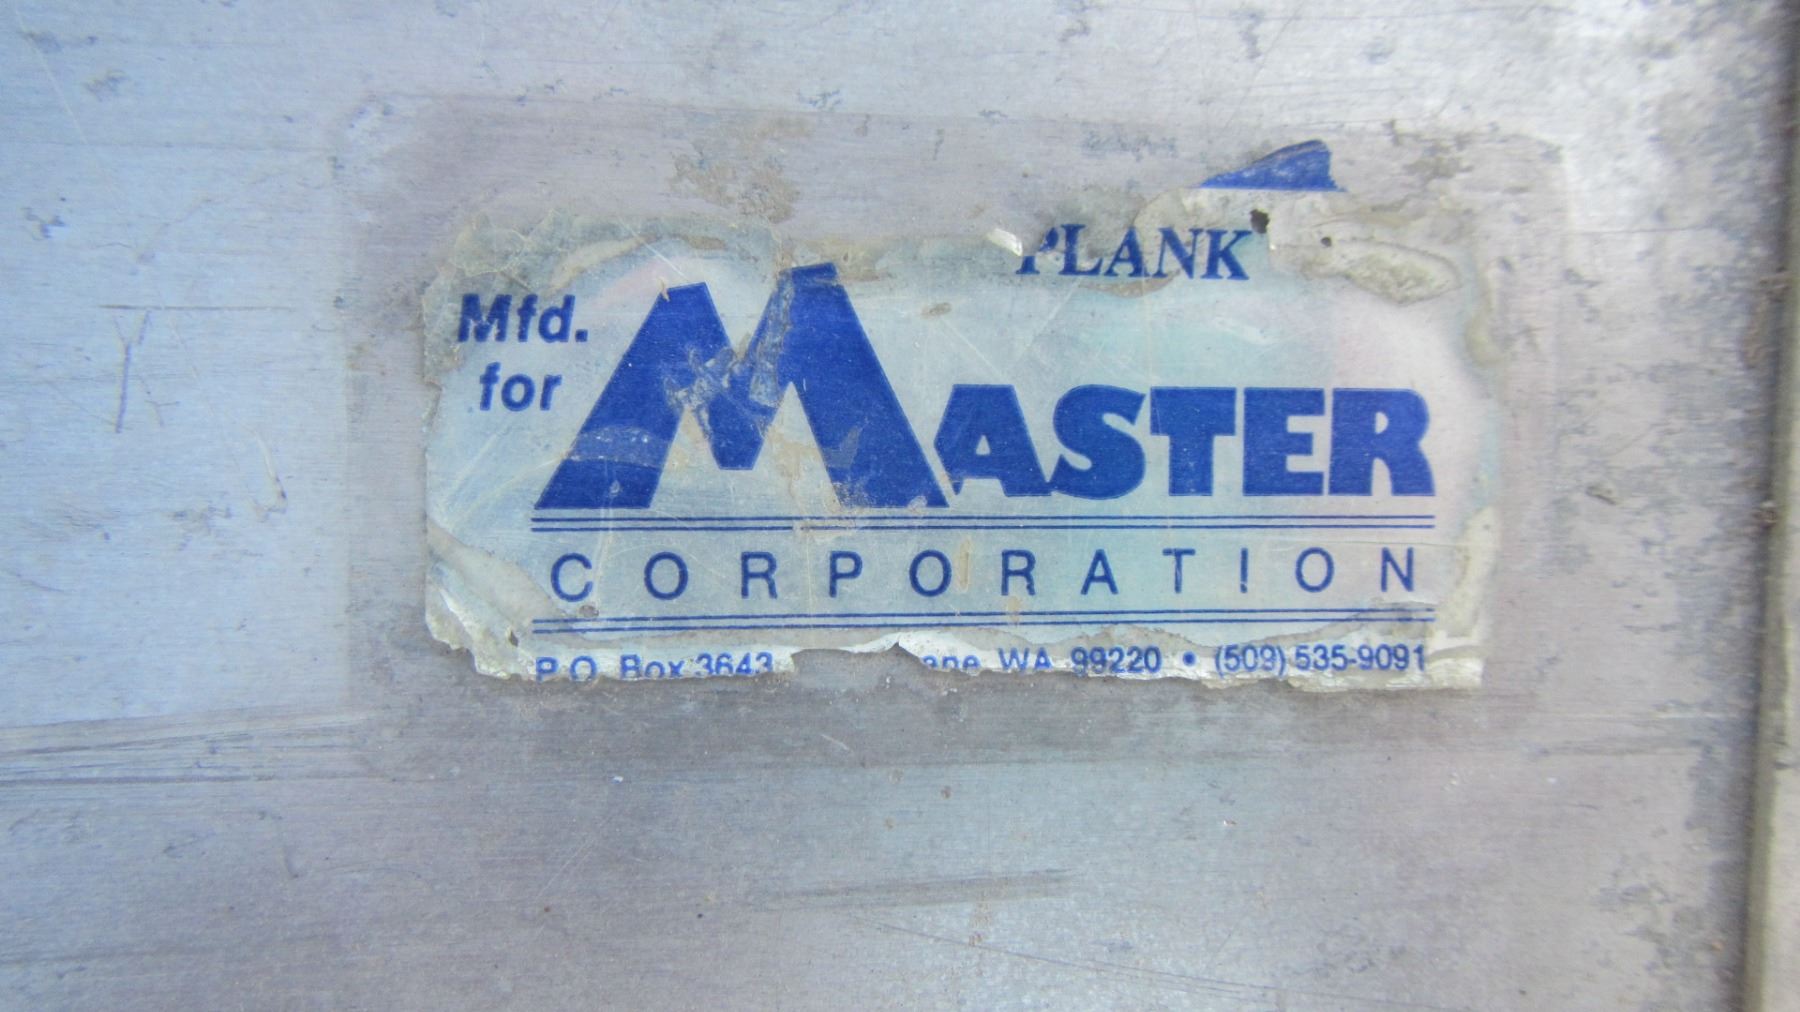 PLANK
Mfd.
for
MASTER
CORPORATION
P.O. Box 3643 WA 99220 • (509) 535-9091